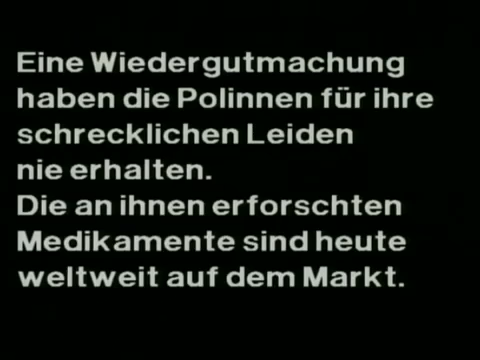 Eine Wiedergutmachung
haben die Polinnen für ihre
schrecklichen Leiden
nie erhalten.
Die an ihnen erforschten
Medikamente sind heute
weltweit auf dem Markt.